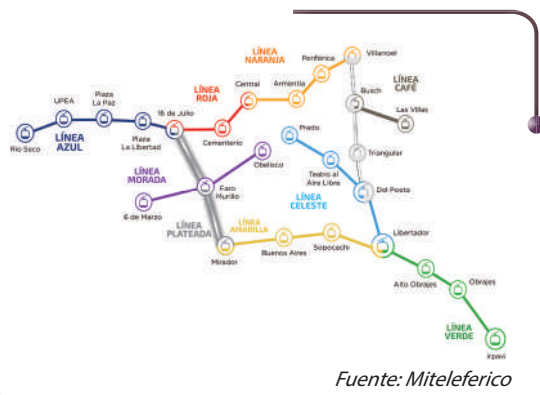 LÍNEA
NARANJA
Periférica
Villarroel
LÍNEA
ROJA
Central
Armentia
Busch
LÍNEA
CAFÉ
Las Villas
UPEA
Plaza
La Paz
16 de Julio
Río Seco
LÍNEA
AZUL
Plaza
La Libertad
Cementerio
Prado
Triangular
LÍNEA
MORADA
Obelisco
Teatro al
Aire Libre
Del Poeta
6 de Marzo
Faro
Murillo
LÍNEA
CELESTE
LÍNEA
PLATEADA
LÍNEA
AMARILLA
Libertador
Mirador
Buenos Aires
Sopocachi
Alto Obrajes
Obrajes
LÍNEA
VERDE
Irpavi
Fuente: Miteleferico